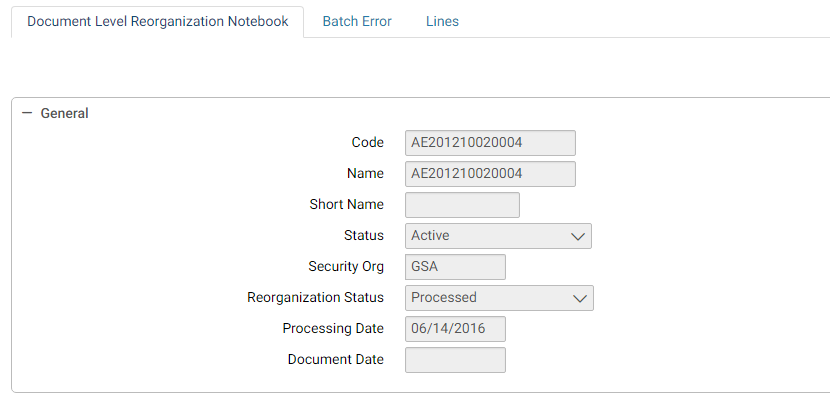 Document Level Reorganization Notebook Batch Error Lines
— General
Code AE201210020004
Name AE201210020004
Short Name
Status Active
Security Org GSA
Reorganization Status Processed
Processing Date 06/14/2016
Document Date